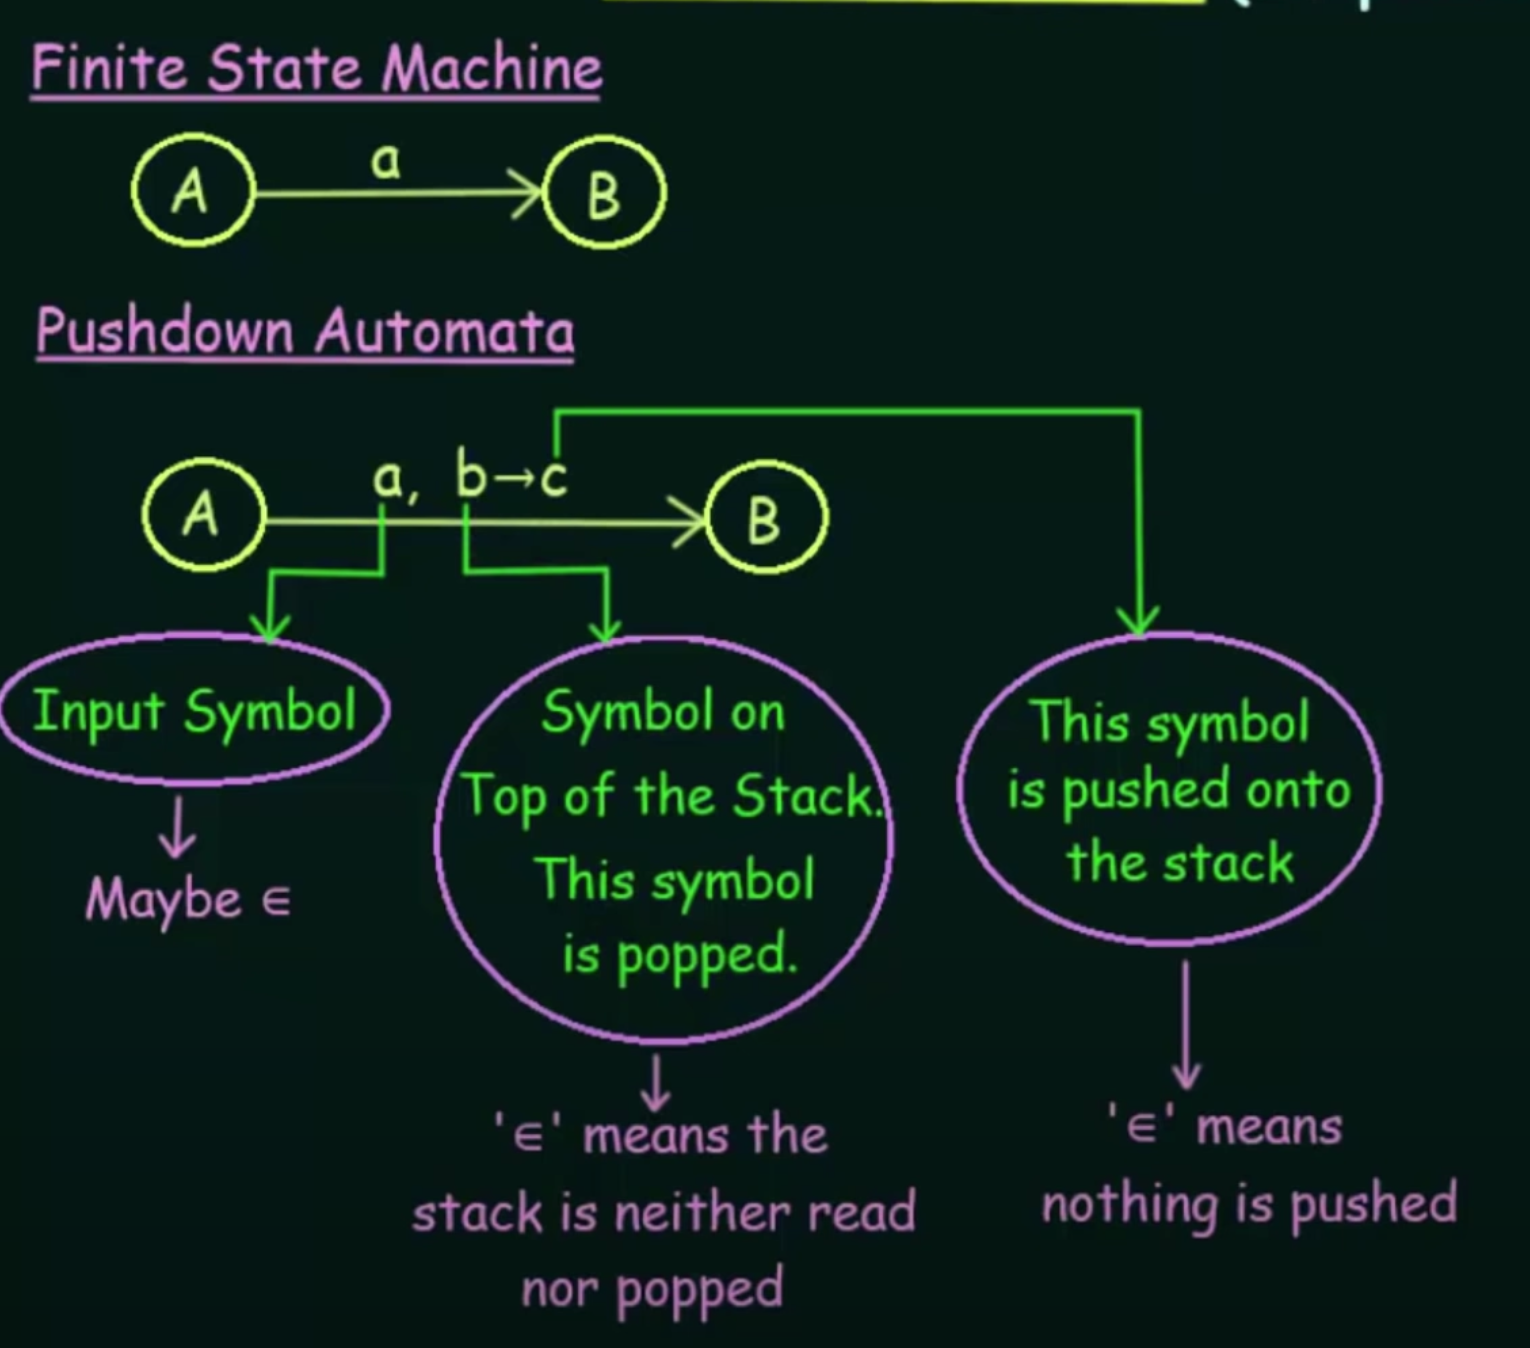 Finite State Machine
a
A B
Pushdown Automata
a, b→c
A B
Input Symbol
Maybe ∈
Symbol on
Top of the Stack.
This symbol
is popped.
'∈' means the
stack is neither read
nor popped
This symbol
is pushed onto
the stack
'∈' means
nothing is pushed